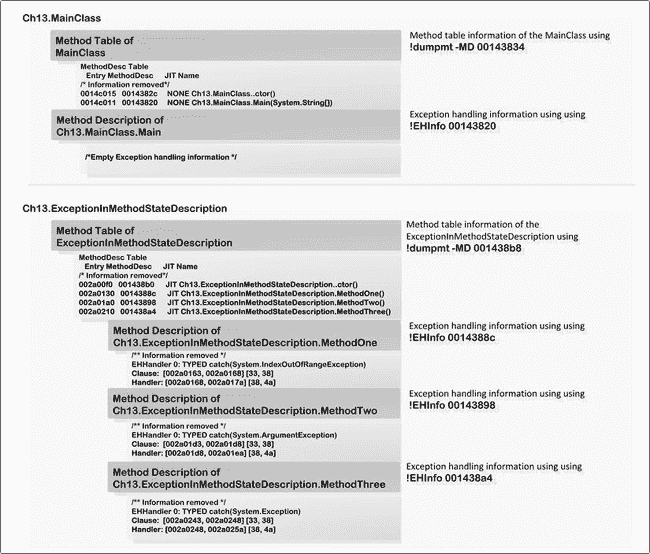 Ch13.MainClass
Method Table of
MainClass
Method table information of the MainClass using
!dumpmt -MD 00143834
MethodDesc Table
Entry MethodDesc JIT Name
/* Information removed*/
0014c015 0014382c NONE Ch13.MainClass..ctor()
0014c011 00143820 NONE Ch13.MainClass.Main(System.String[])
Method Description of
Ch13.MainClass.Main
Exception handling information using using
!EHInfo 00143820
/*Empty Exception handling information */
Ch13.ExceptionInMethodStateDescription
Method Table of
ExceptionInMethodStateDescription
Method table information of the
ExceptionInMethodStateDescription using
!dumpmt -MD 001438b8
MethodDesc Table
Entry MethodDesc JIT Name
/* Information removed*/
002a00f0 001438b0 JIT Ch13.ExceptionInMethodStateDescription..ctor()
002a0130 0014388c JIT Ch13.ExceptionInMethodStateDescription.MethodOne()
002a01a0 00143898 JIT Ch13.ExceptionInMethodStateDescription.MethodTwo()
002a0210 001438a4 JIT Ch13.ExceptionInMethodStateDescription.MethodThree()
Method Description of
Ch13.ExceptionInMethodStateDescription.MethodOne
Exception handling information using using
!EHInfo 0014388c
/** Information removed */
EHHandler 0: TYPED catch(System.IndexOutOfRangeException)
Clause: [002a0163, 002a0168] [33, 38]
Handler: [002a0168, 002a017a] [38, 4a]
Method Description of
Ch13.ExceptionInMethodStateDescription.MethodTwo
Exception handling information using using
!EHInfo 00143898
/** Information removed */
EHHandler 0: TYPED catch(System.ArgumentException)
Clause: [002a01d3, 002a01d8] [33, 38]
Handler: [002a01d8, 002a01ea] [38, 4a]
Method Description of
Ch13.ExceptionInMethodStateDescription.MethodThree
Exception handling information using using
!EHInfo 001438a4
/** Information removed */
EHHandler 0: TYPED catch(System.Exception)
Clause: [002a0243, 002a0248] [33, 38]
Handler: [002a0248, 002a025a] [38, 4a]